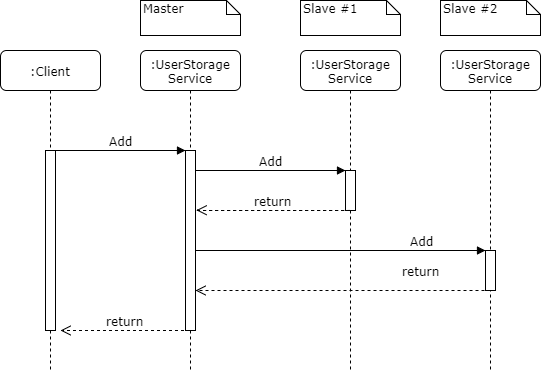 Master
Slave #1
Slave #2
:Client
:UserStorage
Service
:UserStorage
Service
:UserStorage
Service
Add
Add
return
Add
return
return